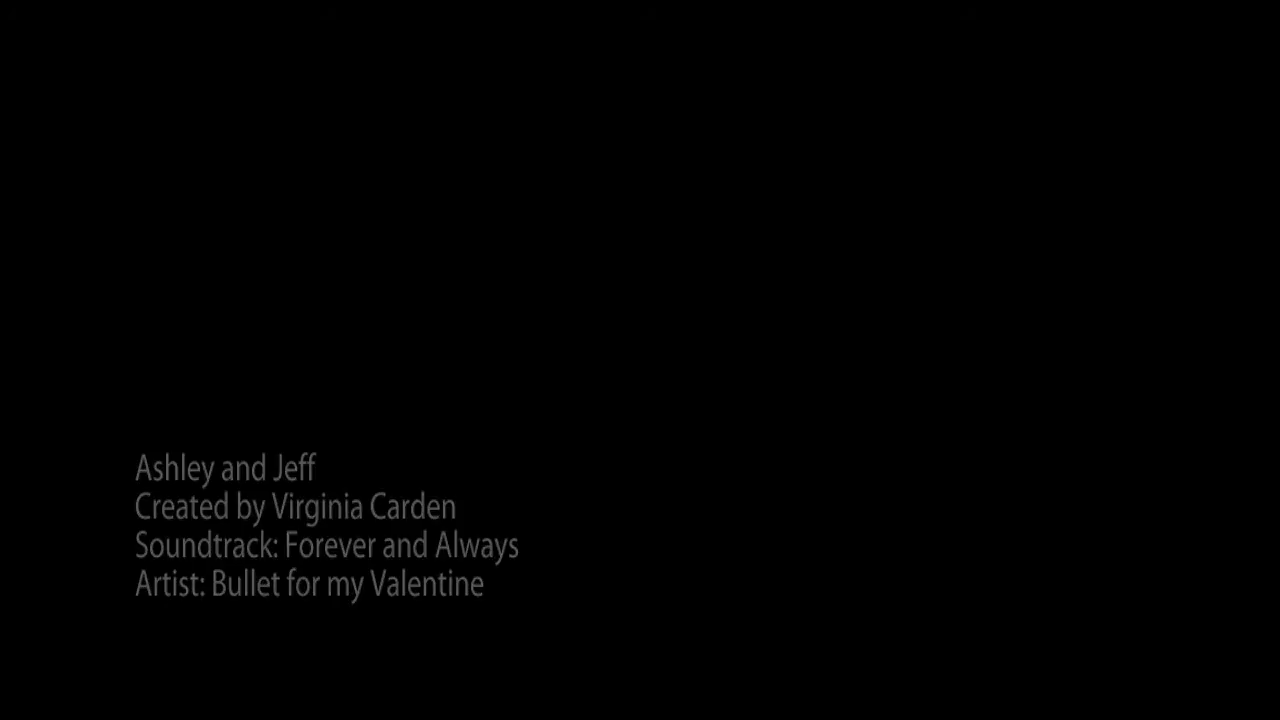 Ashley and Jeff
Created by Virginia Carden
Soundtrack: Forever and Always
Artist: Bullet for my Valentine